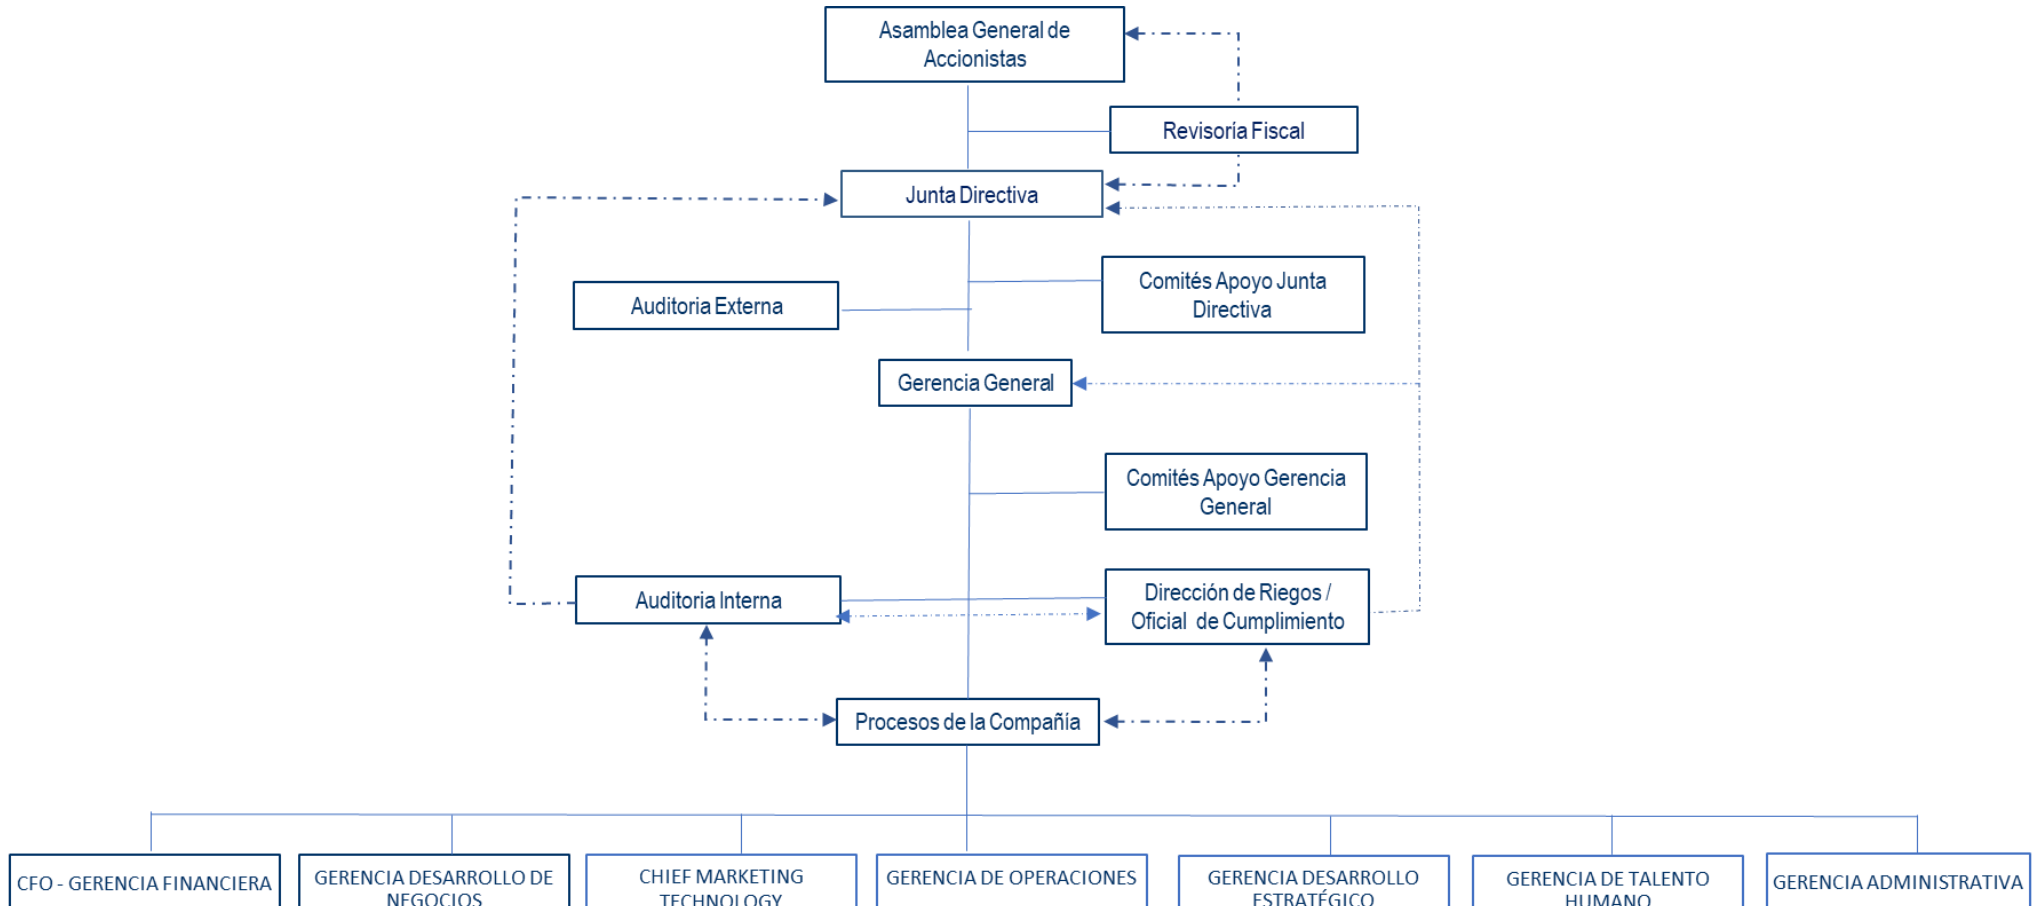 Asamblea General de
Accionistas
Revisoría Fiscal
Junta Directiva
Comités Apoyo Junta
Directiva
Auditoria Externa
Gerencia General
Comités Apoyo Gerencia
General
Auditoria Interna
Dirección de Riegos /
Oficial de Cumplimiento
Procesos de la Compañía
CFO - GERENCIA FINANCIERA
GERENCIA DESARROLLO DE
NEGOCIOS
CHIEF MARKETING
TECHNOLOGY
GERENCIA DE OPERACIONES
GERENCIA DESARROLLO
ESTRATÉGICO
GERENCIA DE TALENTO
HUMANO
GERENCIA ADMINISTRATIVA